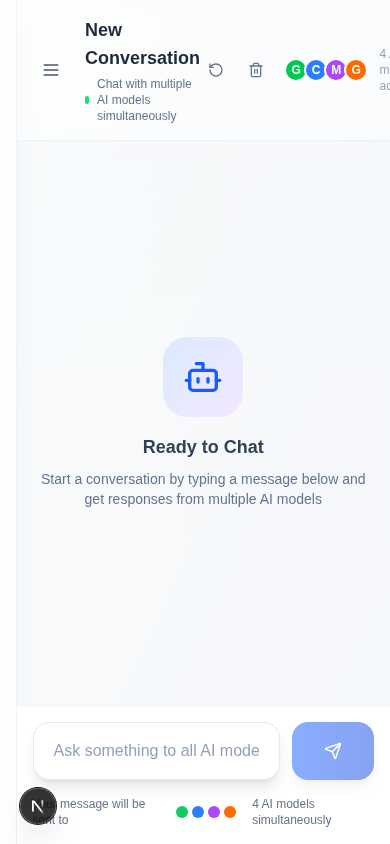 New
Conversation
Chat with multiple
AI models
simultaneously
G C M G
4
Ready to Chat
Start a conversation by typing a message below and
get responses from multiple AI models
Ask something to all AI mode
N
message will be
sent to
4 AI models
simultaneously